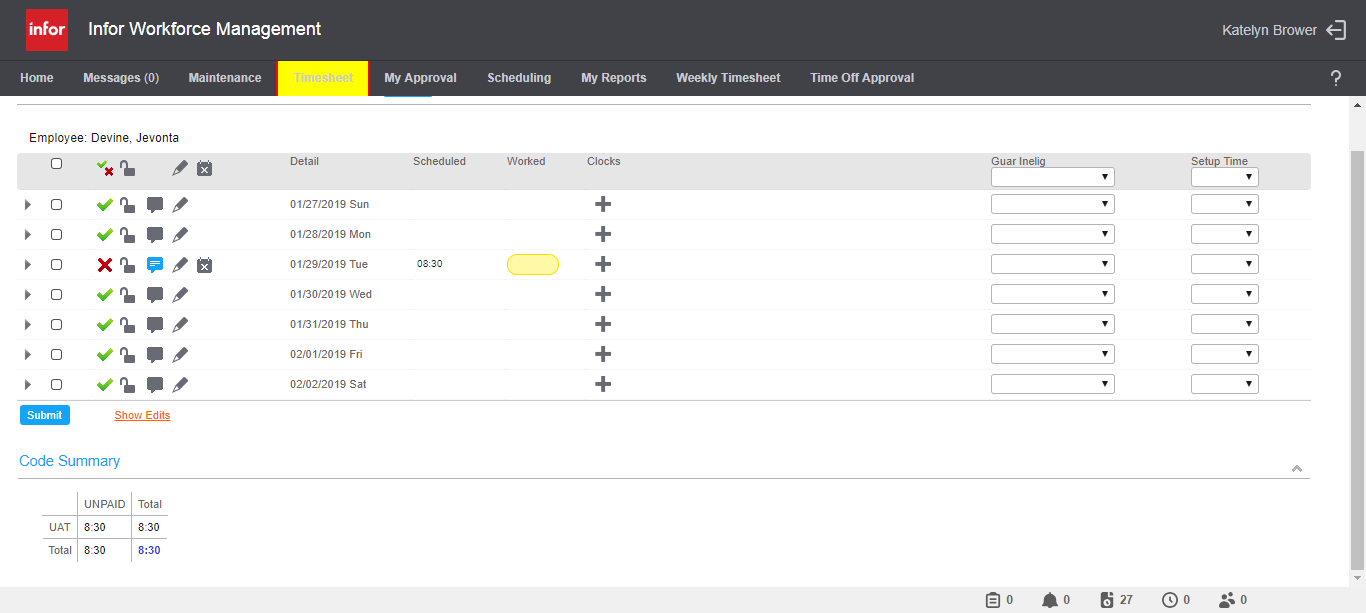 infor Infor Workforce Management Katelyn Brower
Home Messages (0) Maintenance Timesheet My Approval Scheduling My Reports Weekly Timesheet Time Off Approval ?
Employee: Devine, Jevonta
Detail Scheduled Worked Clocks Guar Inelig Setup Time
01/27/2019 Sun
01/28/2019 Mon
01/29/2019 Tue 08:30
01/30/2019 Wed
01/31/2019 Thu
02/01/2019 Fri
02/02/2019 Sat
Submit Show Edits
Code Summary
UNPAID Total
UAT 8:30 8:30
Total 8:30 8:30
0 0 27 0 0